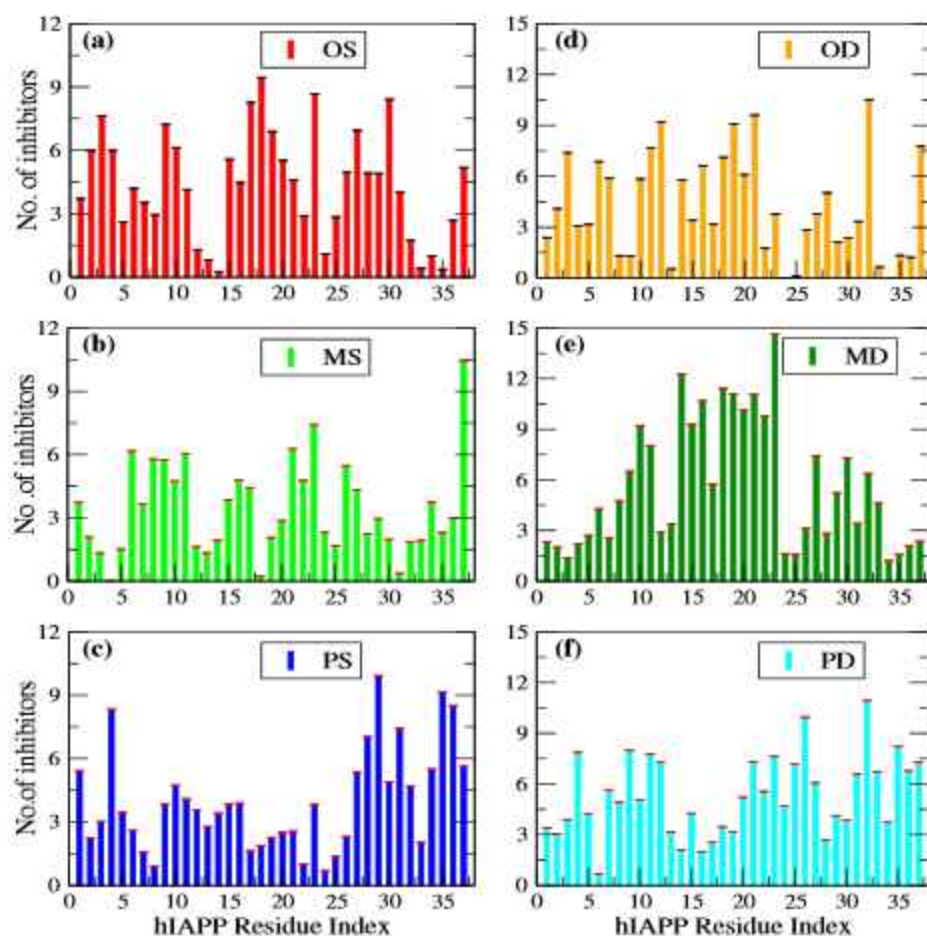 (a)
OS
No. of inhibitors
12
9
6
3
0
0 5 10 15 20 25 30 35
(d)
OD
15
12
9
6
3
0
0 5 10 15 20 25 30 35
(b)
MS
No .of inhibitors
12
9
6
3
0
0 5 10 15 20 25 30 35
(e)
MD
15
12
9
6
3
0
0 5 10 15 20 25 30 35
(c)
PS
No.of inhibitors
12
9
6
3
0
0 5 10 15 20 25 30 35
hIAPP Residue Index
(f)
PD
15
12
9
6
3
0
0 5 10 15 20 25 30 35
hIAPP Residue Index